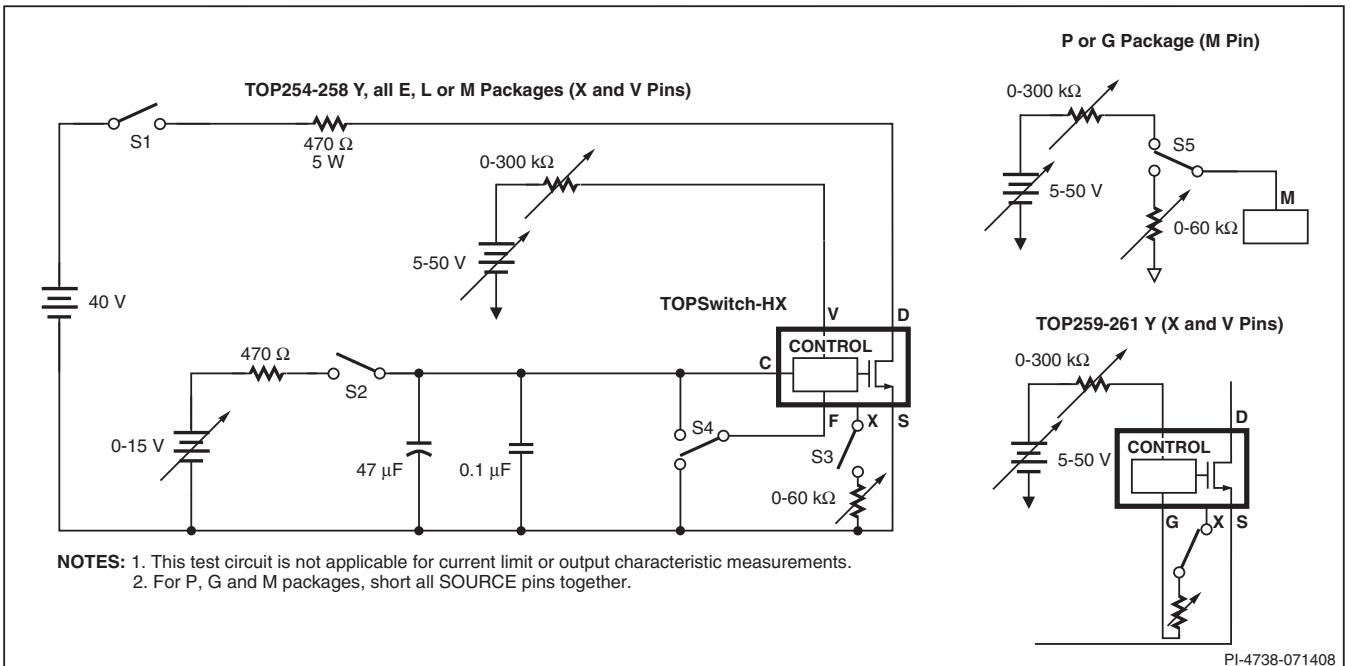 P or G Package (M Pin)
TOP254-258 Y, all E, L or M Packages (X and V Pins)
0-300 kΩ
S1
470 Ω
5 W
S5
0-300 kΩ
5-50 V
M
0-60 kΩ
5-50 V
40 V
TOPSwitch-HX
V
D
TOP259-261 Y (X and V Pins)
CONTROL
470 Ω
C
0-300 kΩ
S2
F
X
S
D
S4
0-15 V
S3
CONTROL
47 μF
0.1 μF
5-50 V
0-60 kΩ
G
X
S
NOTES: 1. This test circuit is not applicable for current limit or output characteristic measurements.
2. For P, G and M packages, short all SOURCE pins together.
PI-4738-071408